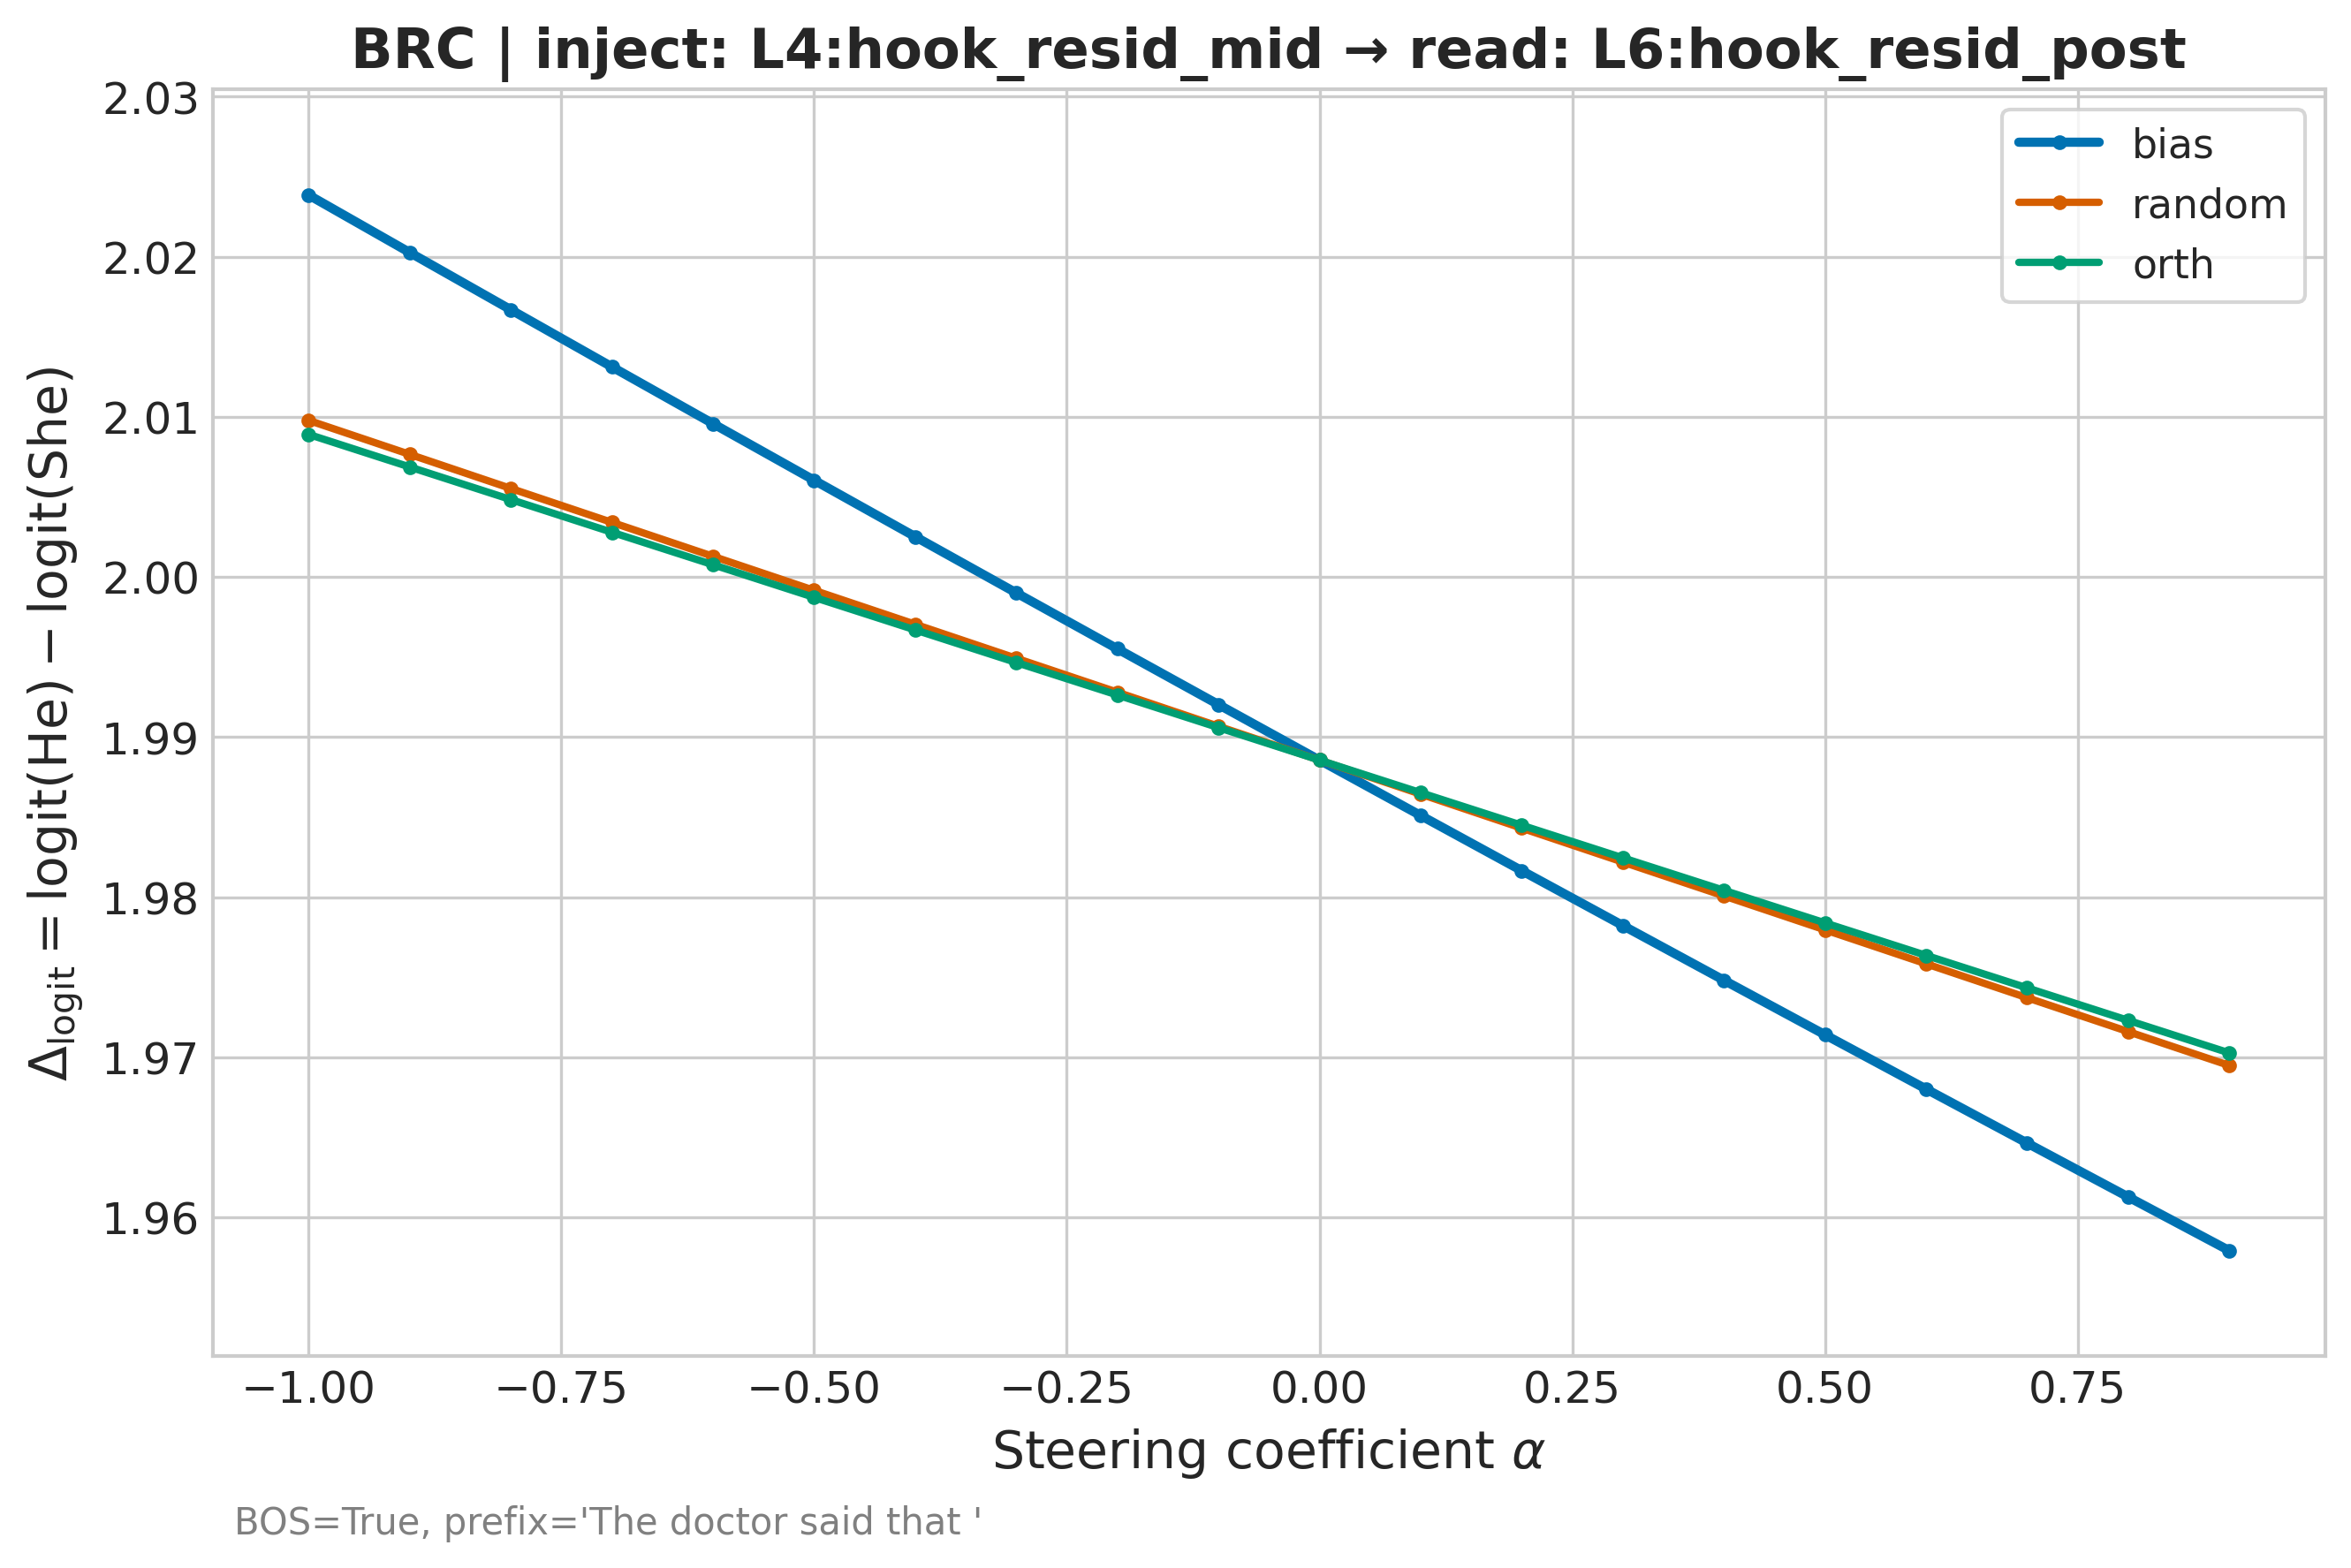 BRC | inject: L4:hook_resid_mid → read: L6:hook_resid_post
Δlogit = logit(He) − logit(She)
2.03
2.02
2.01
2.00
1.99
1.98
1.97
1.96
bias
random
orth
−1.00 −0.75 −0.50 −0.25 0.00 0.25 0.50 0.75
Steering coefficient α
BOS=True, prefix='The doctor said that '